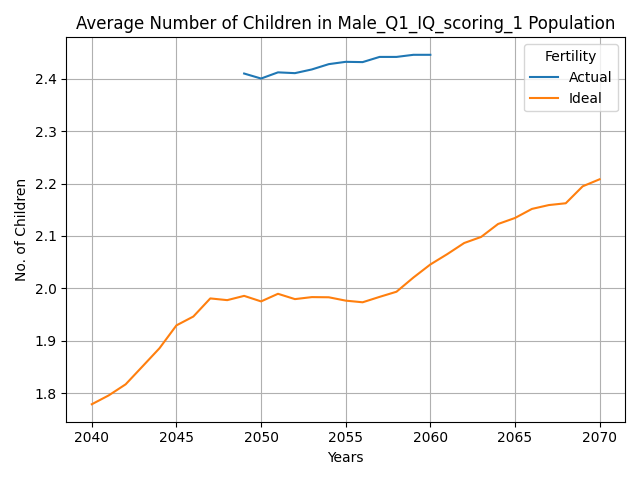 Average Number of Children in Male_Q1_IQ_scoring_1 Population
Fertility
Actual
Ideal
No. of Children
2.4
2.3
2.2
2.1
2.0
1.9
1.8
2040 2045 2050 2055 2060 2065 2070
Years